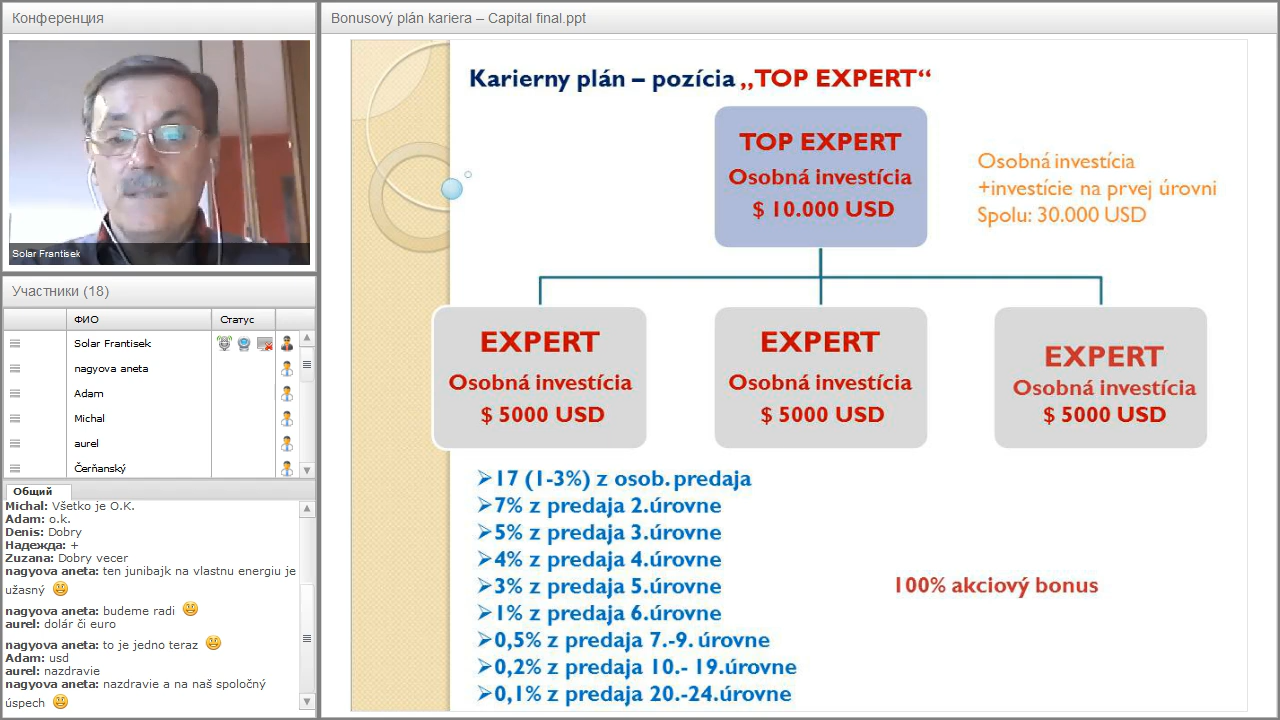 Конференция
Solar Frantisek
Участники (18)
ФИО
Статус
Solar Frantisek
nagyova aneta
Adam
Michal
aurel
Čerňanský
Общий
Michal: Všetko je O.K.
Adam: o.k.
Denis: Dobry
Надежда: +
Zuzana: Dobry vecer
nagyova aneta: ten junibajk na vlastnu energiu je
užasný
nagyova aneta: budeme radi
aurel: dolár či euro
nagyova aneta: to je jedno teraz
Adam: usd
aurel: nasdravie
nagyova aneta: nazdravie a na naš spoločný
úspech
Bonusový plán kariera – Capital final.ppt
Karierny plán – pozícia „TOP EXPERT“
TOP EXPERT
Osobná investícia
$ 10.000 USD
Osobná investícia
+investície na prvej úrovni
Spolu: 30.000 USD
EXPERT
Osobná investícia
$ 5000 USD
EXPERT
Osobná investícia
$ 5000 USD
EXPERT
Osobná investícia
$ 5000 USD
➢17 (1-3%) z osob. predaja
➢7% z predaja 2.úrovne
➢5% z predaja 3.úrovne
➢4% z predaja 4.úrovne
➢3% z predaja 5.úrovne
➢1% z predaja 6.úrovne
➢0,5% z predaja 7.-9. úrovne
➢0,2% z predaja 10.- 19.úrovne
➢0,1% z predaja 20.-24.úrovne
100% akciový bonus